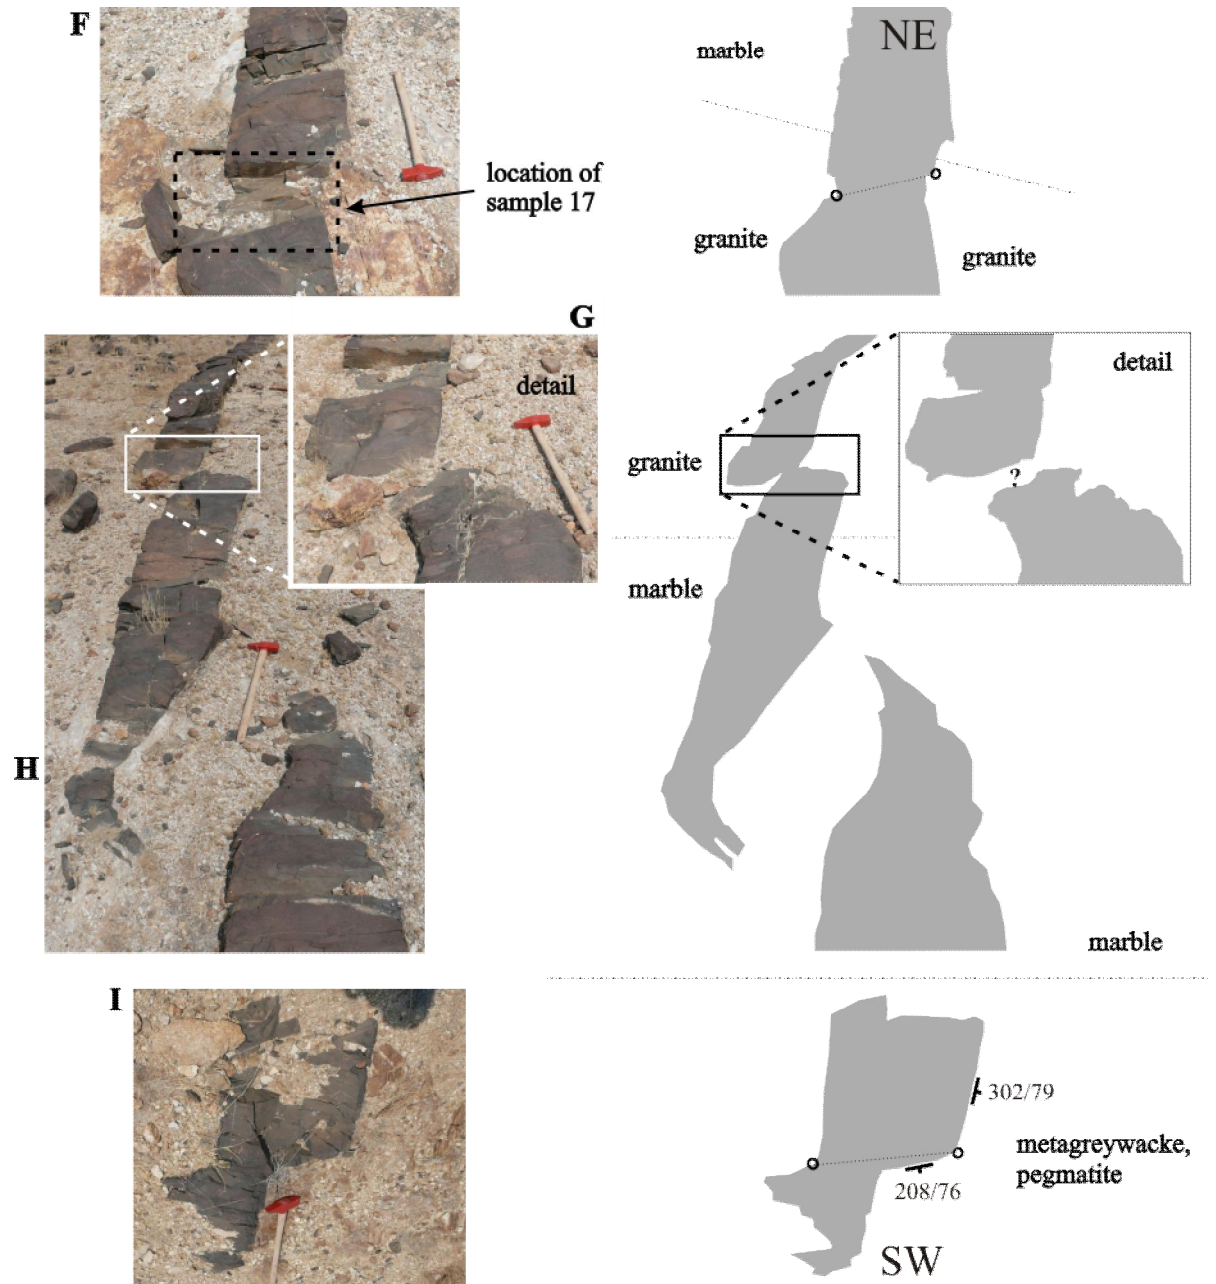 F
NE
marble
location of
sample 17
granite
granite
G
detail
detail
granite
?
marble
H
marble
I
302/79
metagreywacke,
pegmatite
208/76
SW